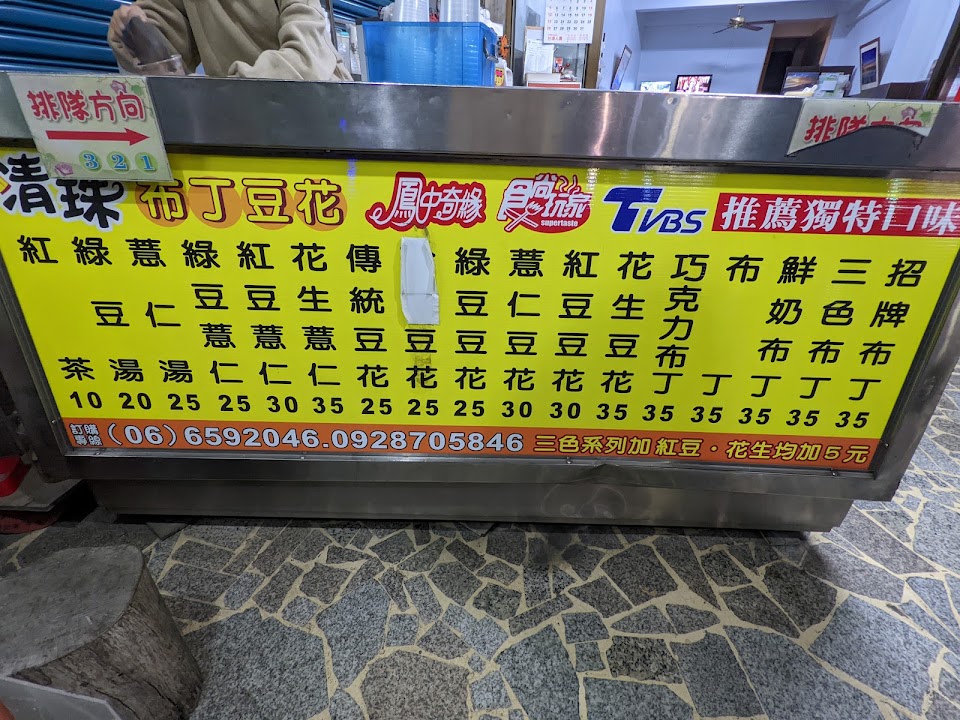 排隊方向
3 2 1
排隊方向
清珠 布丁豆花 鳳中奇緣 食尚玩家 supertaste TVBS 推薦獨特口味
紅茶 10
綠豆湯 20
薏仁湯 25
綠豆薏仁 25
紅豆薏仁 30
花生薏仁 35
傳統豆花 25
豆花 25
綠豆豆花 25
薏仁豆花 30
紅豆豆花 30
花生豆花 35
巧克力布丁 35
布丁 35
鮮奶布丁 35
三色布丁 35
招牌布丁 35
訂購專線 (06)6592046.0928705846 三色系列加紅豆・花生均加5元